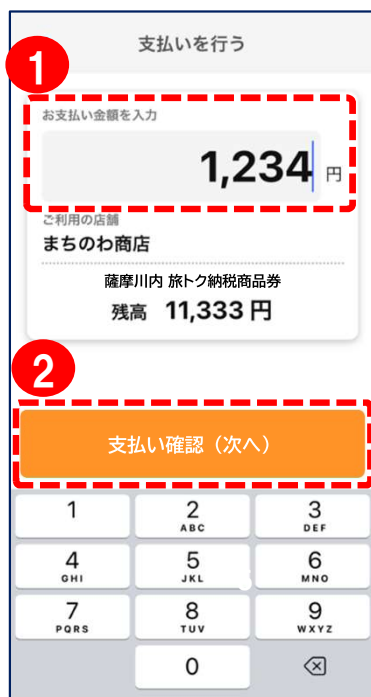 支払いを行う
1
お支払い金額を入力
1,234 円
ご利用の店舗
まちのわ商店
薩摩川内 旅トク納税商品券
残高 11,333 円
2
支払い確認（次へ）
1 2 3
ABC DEF
4 5 6
GHI JKL MNO
7 8 9
PQRS TUV WXYZ
0